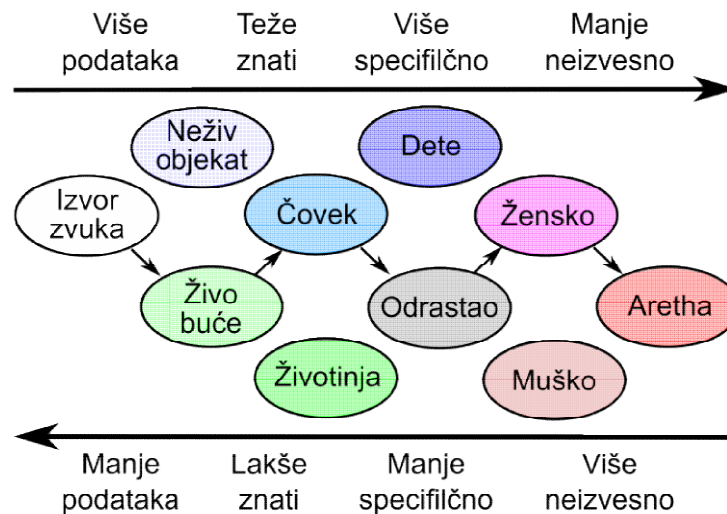 Više Teže Više Manje
podataka znati specifilčno neizvesno
Neživ
objekat
Dete
Izvor
zvuka
Čovek
Žensko
Živo
buće
Odrastao
Aretha
Životinja
Muško
Manje Lakše Manje Više
podataka znati specifilčno neizvesno